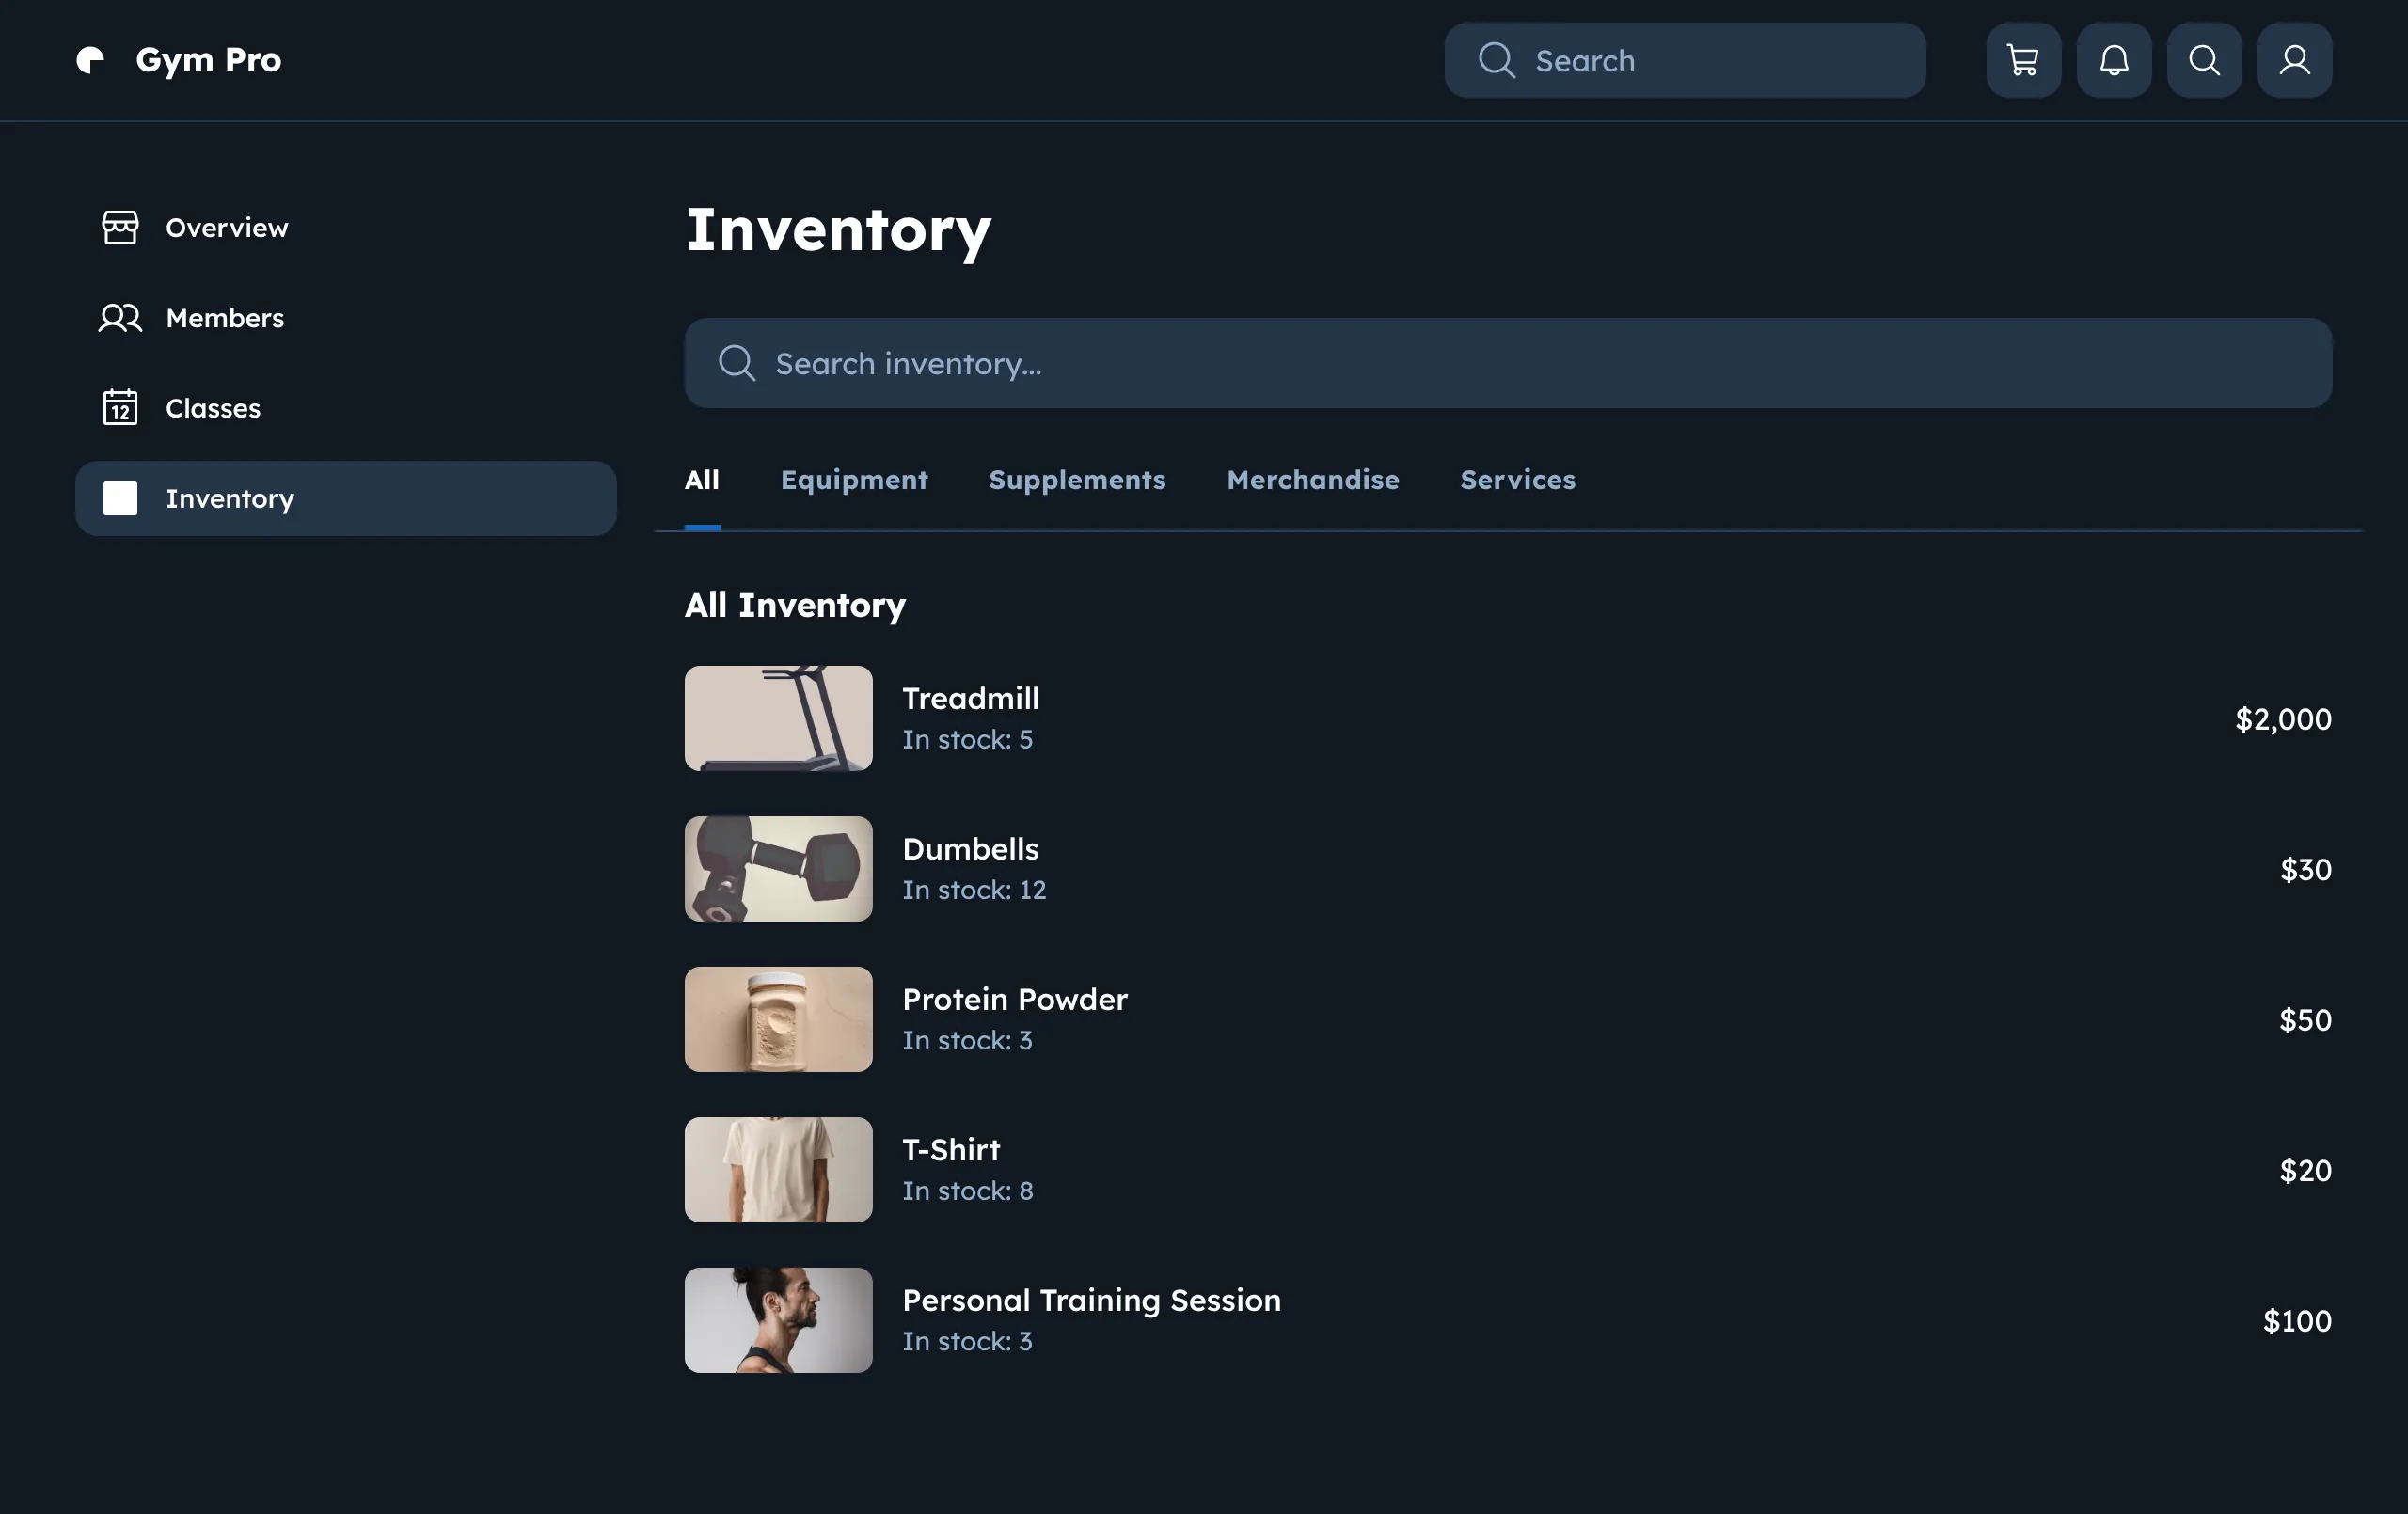 Gym Pro
Search
Overview
Members
12
Classes
Inventory
Inventory
Search inventory...
All
Equipment
Supplements
Merchandise
Services
All Inventory
Treadmill
In stock: 5
$2,000
Dumbells
In stock: 12
$30
Protein Powder
In stock: 3
$50
T-Shirt
In stock: 8
$20
Personal Training Session
In stock: 3
$100